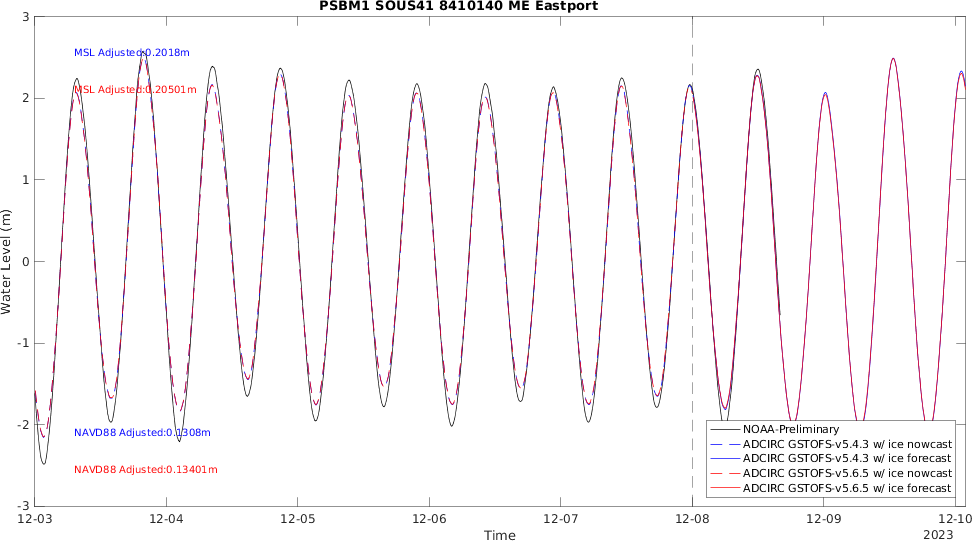 PSBM1 SOUS41 8410140 ME Eastport
3
MSL Adjusted:0.2018m
MSL Adjusted:0.20501m
2
1
0
-1
-2
-3
Water Level (m)
NAVD88 Adjusted:0.1308m
NAVD88 Adjusted:0.13401m
NOAA-Preliminary
ADCIRC GSTOFS-v5.4.3 w/ ice nowcast
ADCIRC GSTOFS-v5.4.3 w/ ice forecast
ADCIRC GSTOFS-v5.6.5 w/ ice nowcast
ADCIRC GSTOFS-v5.6.5 w/ ice forecast
12-03 12-04 12-05 12-06 12-07 12-08 12-09 12-10
Time
2023